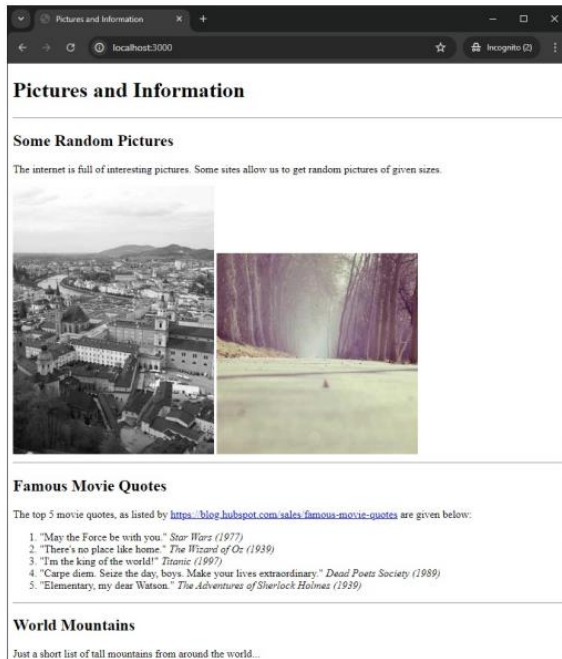 Pictures and Information
localhost:3000
Incognito (2)
Pictures and Information
Some Random Pictures
The internet is full of interesting pictures. Some sites allow us to get random pictures of given sizes.
Famous Movie Quotes
The top 5 movie quotes, as listed by https://blog.hubspot.com/sales/famous-movie-quotes are given below:
1. "May the Force be with you." Star Wars (1977)
2. "There's no place like home." The Wizard of Oz (1939)
3. "I'm the king of the world!" Titanic (1997)
4. "Carpe diem. Seize the day, boys. Make your lives extraordinary." Dead Poets Society (1989)
5. "Elementary, my dear Watson." The Adventures of Sherlock Holmes (1939)
World Mountains
Just a short list of tall mountains from around the world...